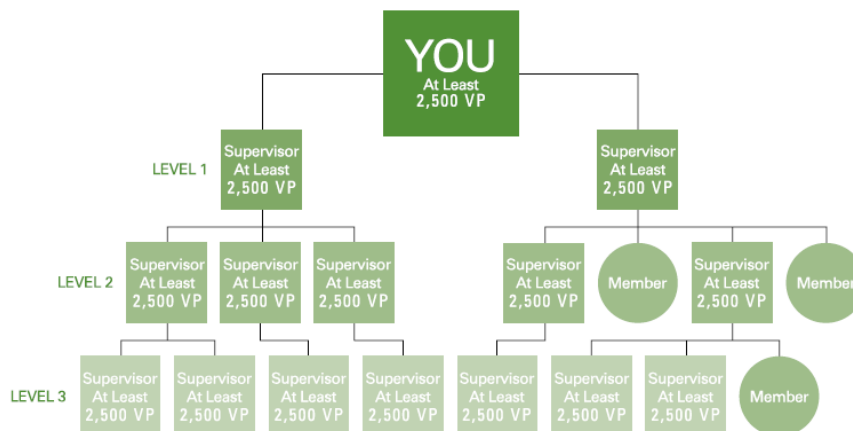 YOU
At Least
2,500 VP
LEVEL 1
Supervisor
At Least
2,500 VP
Supervisor
At Least
2,500 VP
LEVEL 2
Supervisor
At Least
2,500 VP
Supervisor
At Least
2,500 VP
Supervisor
At Least
2,500 VP
Supervisor
At Least
2,500 VP
Member
Supervisor
At Least
2,500 VP
Member
LEVEL 3
Supervisor
At Least
2,500 VP
Supervisor
At Least
2,500 VP
Supervisor
At Least
2,500 VP
Supervisor
At Least
2,500 VP
Supervisor
At Least
2,500 VP
Supervisor
At Least
2,500 VP
Supervisor
At Least
2,500 VP
Member